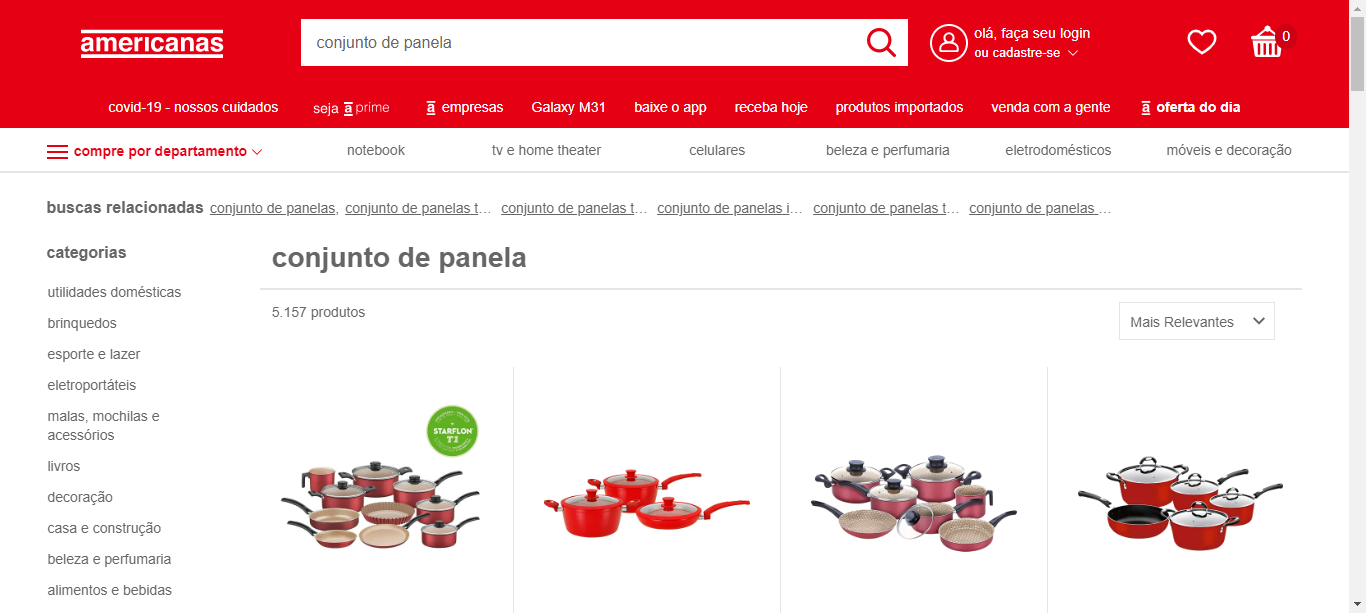 americanas
conjunto de panela
olá, faça seu login
ou cadastre-se
0
covid-19 - nossos cuidados
seja a prime
a empresas
Galaxy M31
baixe o app
receba hoje
produtos importados
venda com a gente
a oferta do dia
compre por departamento
notebook
tv e home theater
celulares
beleza e perfumaria
eletrodomésticos
móveis e decoração
buscas relacionadas conjunto de panelas, conjunto de panelas t... conjunto de panelas t... conjunto de panelas i... conjunto de panelas t... conjunto de panelas ...
categorias
conjunto de panela
utilidades domésticas
brinquedos
esporte e lazer
eletroportáteis
malas, mochilas e
acessórios
livros
decoração
casa e construção
beleza e perfumaria
alimentos e bebidas
5.157 produtos
Mais Relevantes
STARFLON
T1